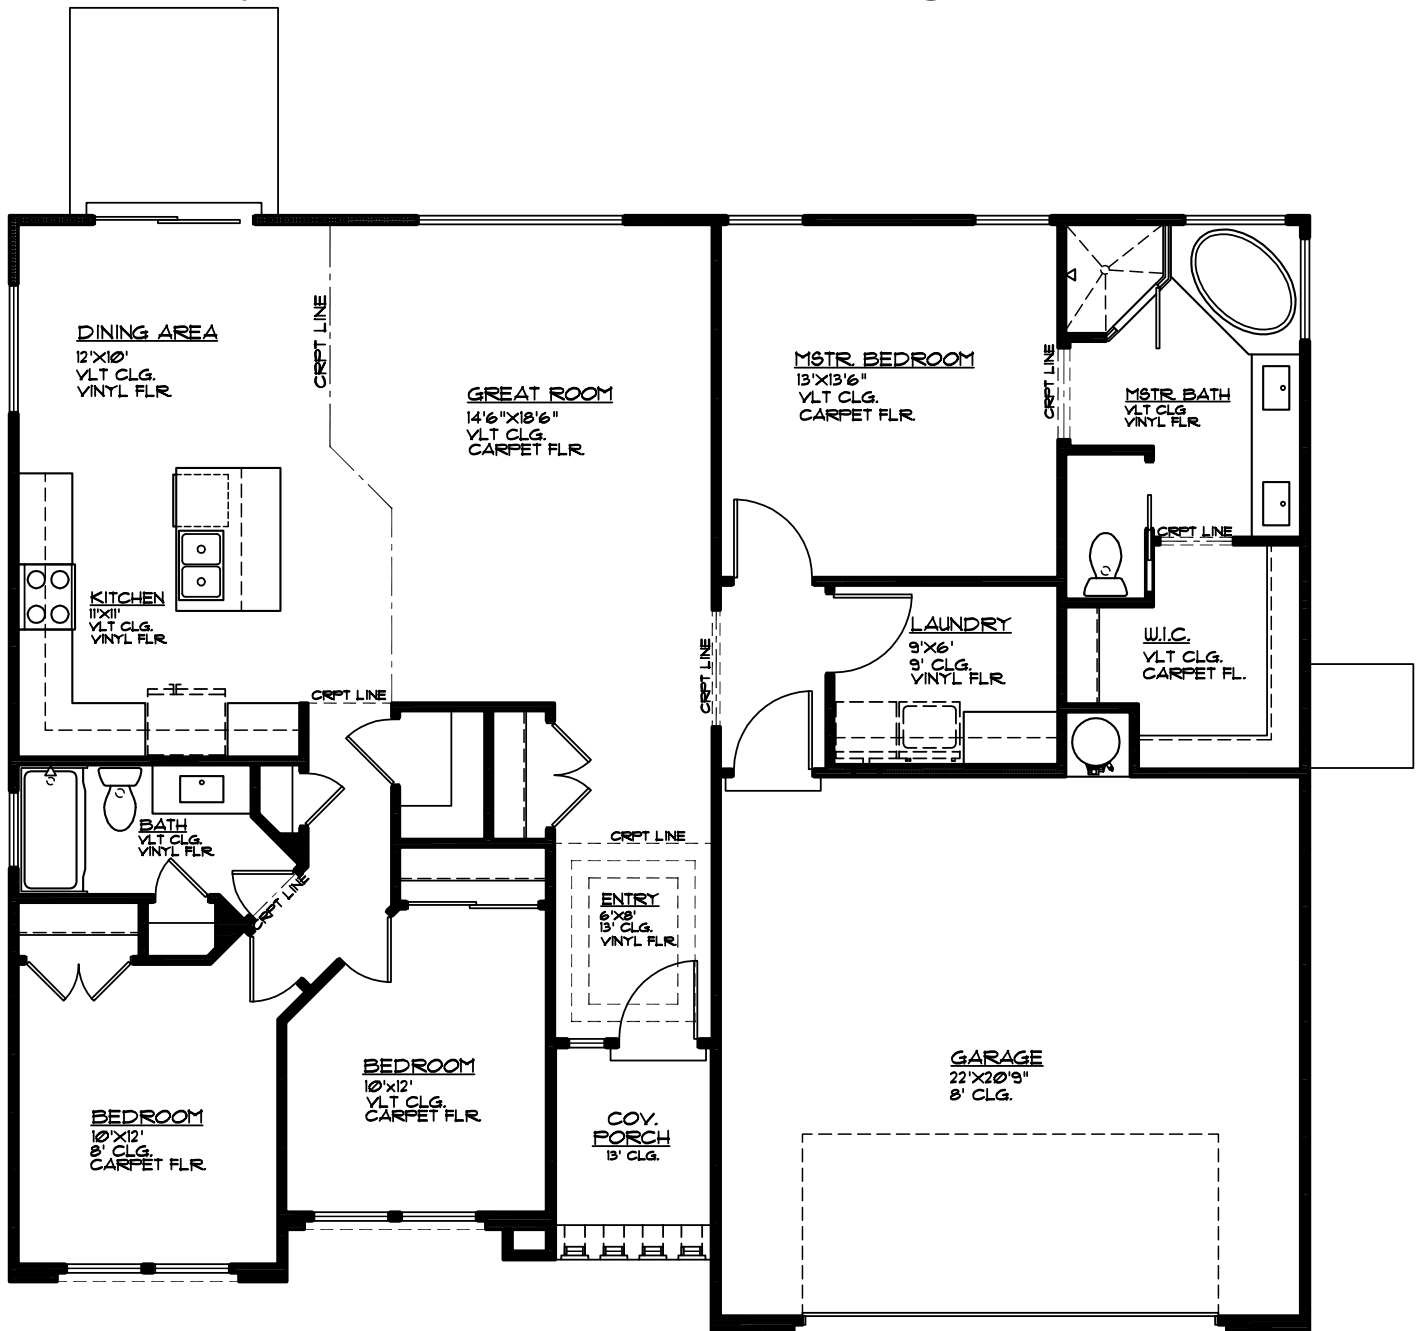 DINING AREA
12'X10'
VLT CLG.
VINYL FLR.
CRPT LINE
GREAT ROOM
14'6"X18'6"
VLT CLG.
CARPET FLR.
MSTR. BEDROOM
13'X13'6"
VLT CLG.
CARPET FLR.
CRPT LINE
MSTR. BATH
VLT CLG
VINYL FLR.
CRPT LINE
KITCHEN
11'X11'
VLT CLG.
VINYL FLR.
CRPT LINE
CRPT LINE
LAUNDRY
9'X6'
9' CLG.
VINYL FLR.
W.I.C.
VLT CLG.
CARPET FL.
BATH
VLT CLG.
VINYL FLR.
CRPT LINE
CRPT LINE
ENTRY
6'X8'
13' CLG.
VINYL FLR.
BEDROOM
10'X12'
8' CLG.
CARPET FLR.
BEDROOM
10'x12'
VLT CLG.
CARPET FLR.
COV.
PORCH
13' CLG.
GARAGE
22'X20'9"
8' CLG.